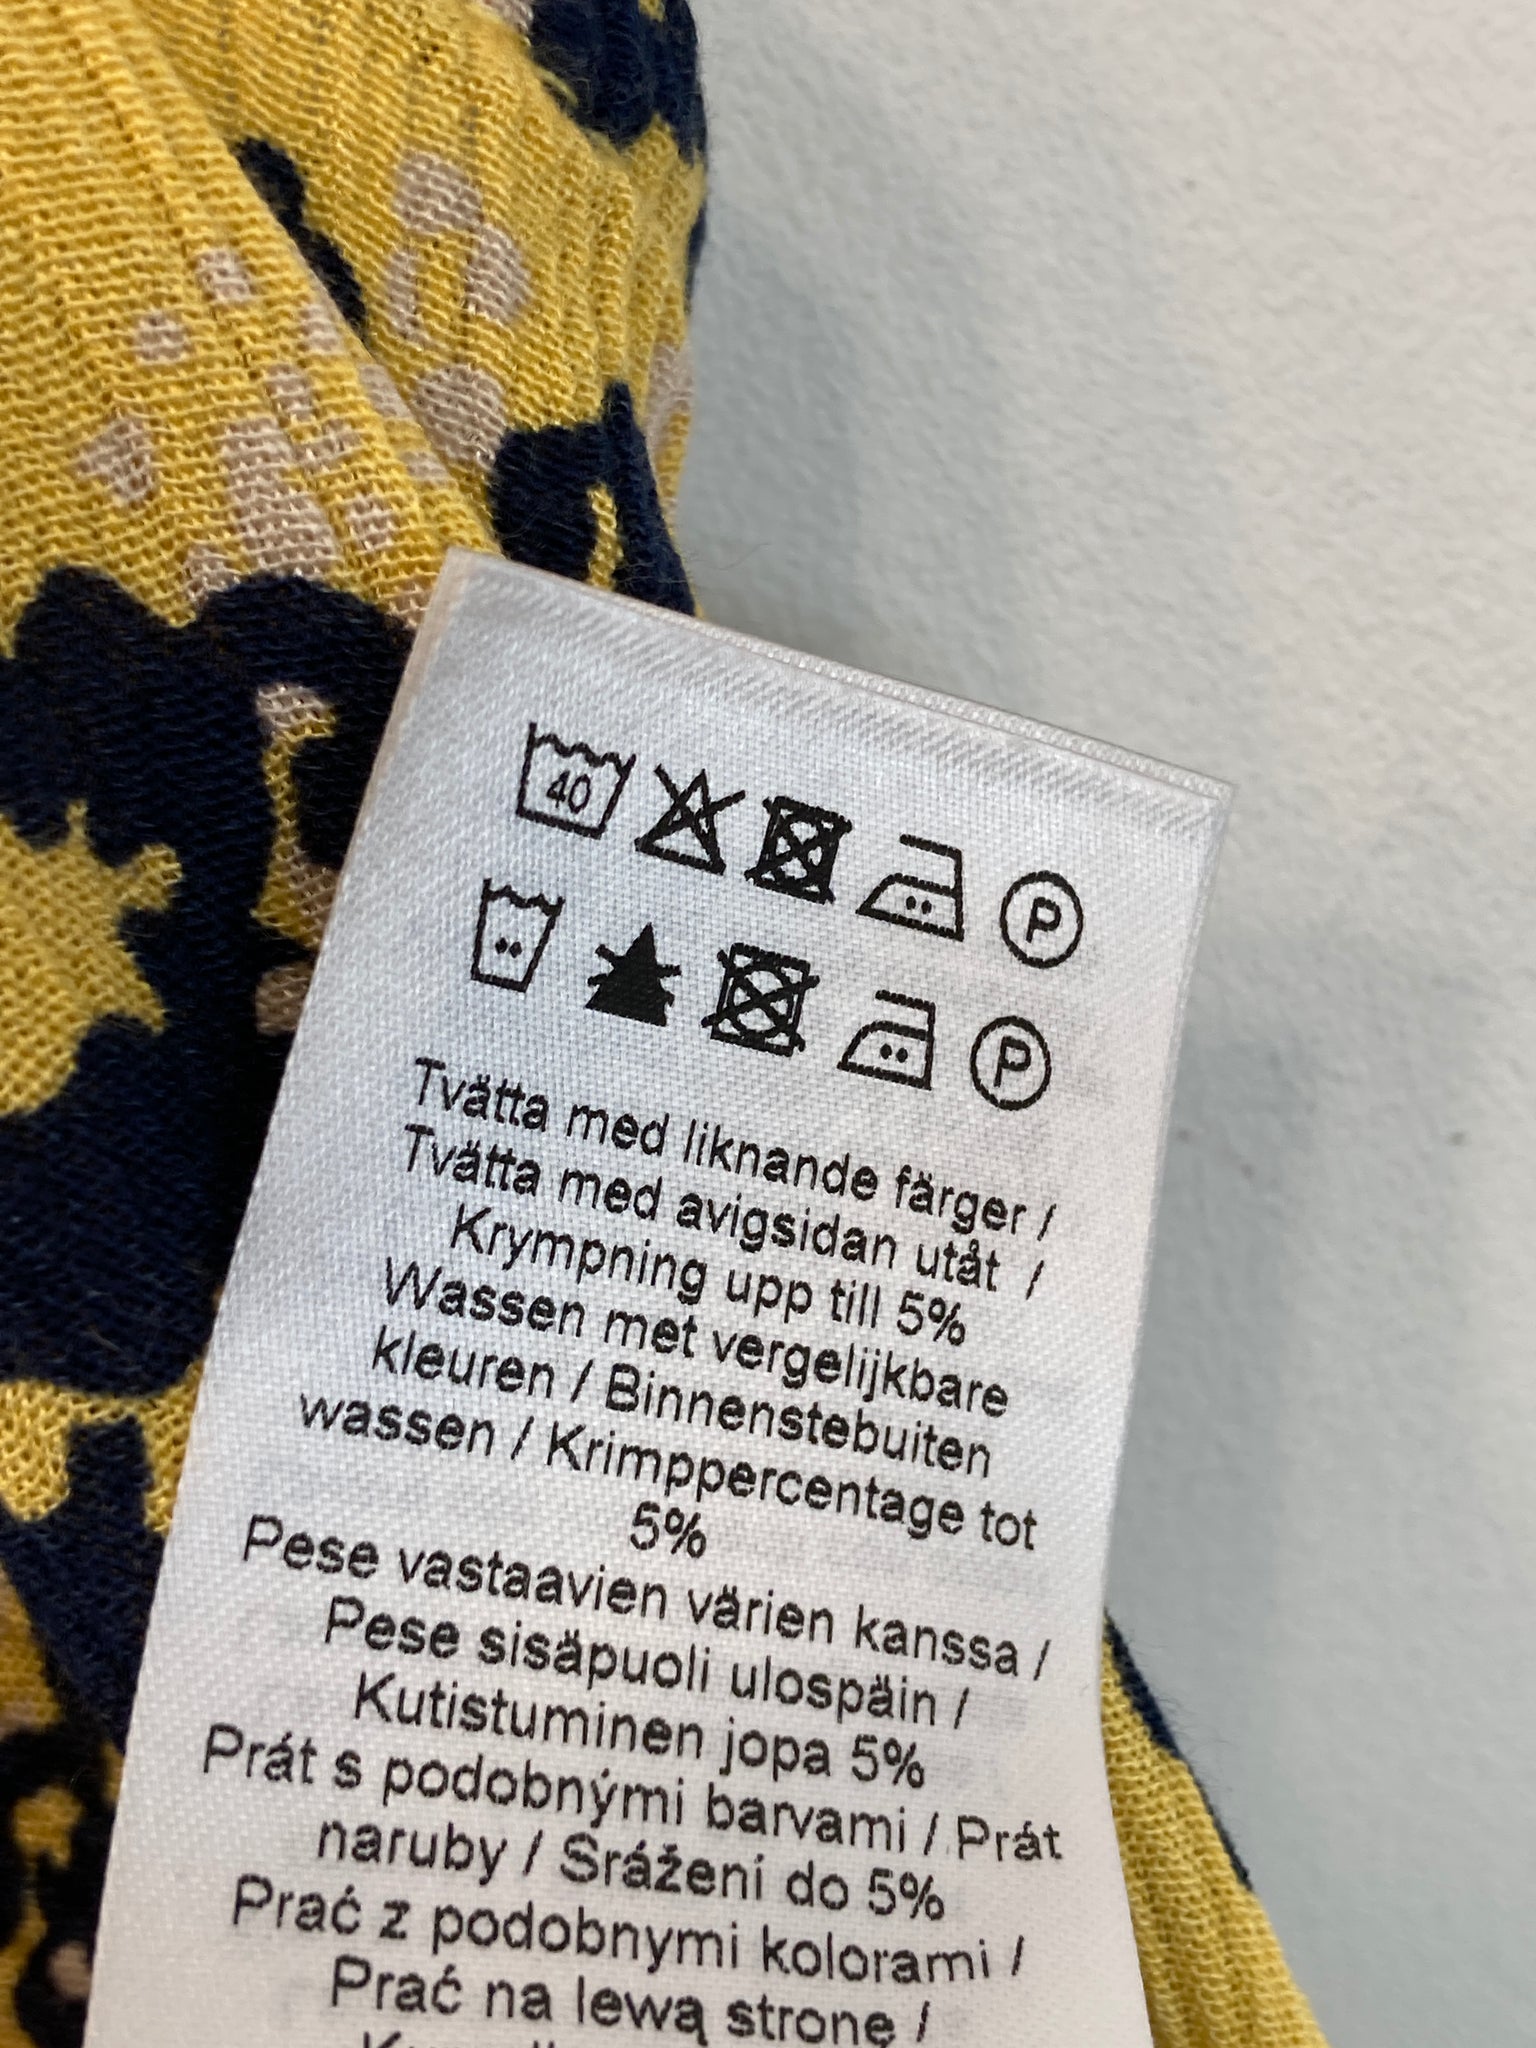 40
P
P
Tvätta med liknande färger /
Tvätta med avigsidan utåt /
Krympning upp till 5%
Wassen met vergelijkbare
kleuren / Binnenstebuiten
wassen / Krimppercentage tot
5%
Pese vastaavien värien kanssa /
Pese sisäpuoli ulospäin /
Kutistuminen jopa 5%
Prát s podobnými barvami / Prát
naruby / Srážení do 5%
Prać z podobnymi kolorami /
Prać na lewą stronę /